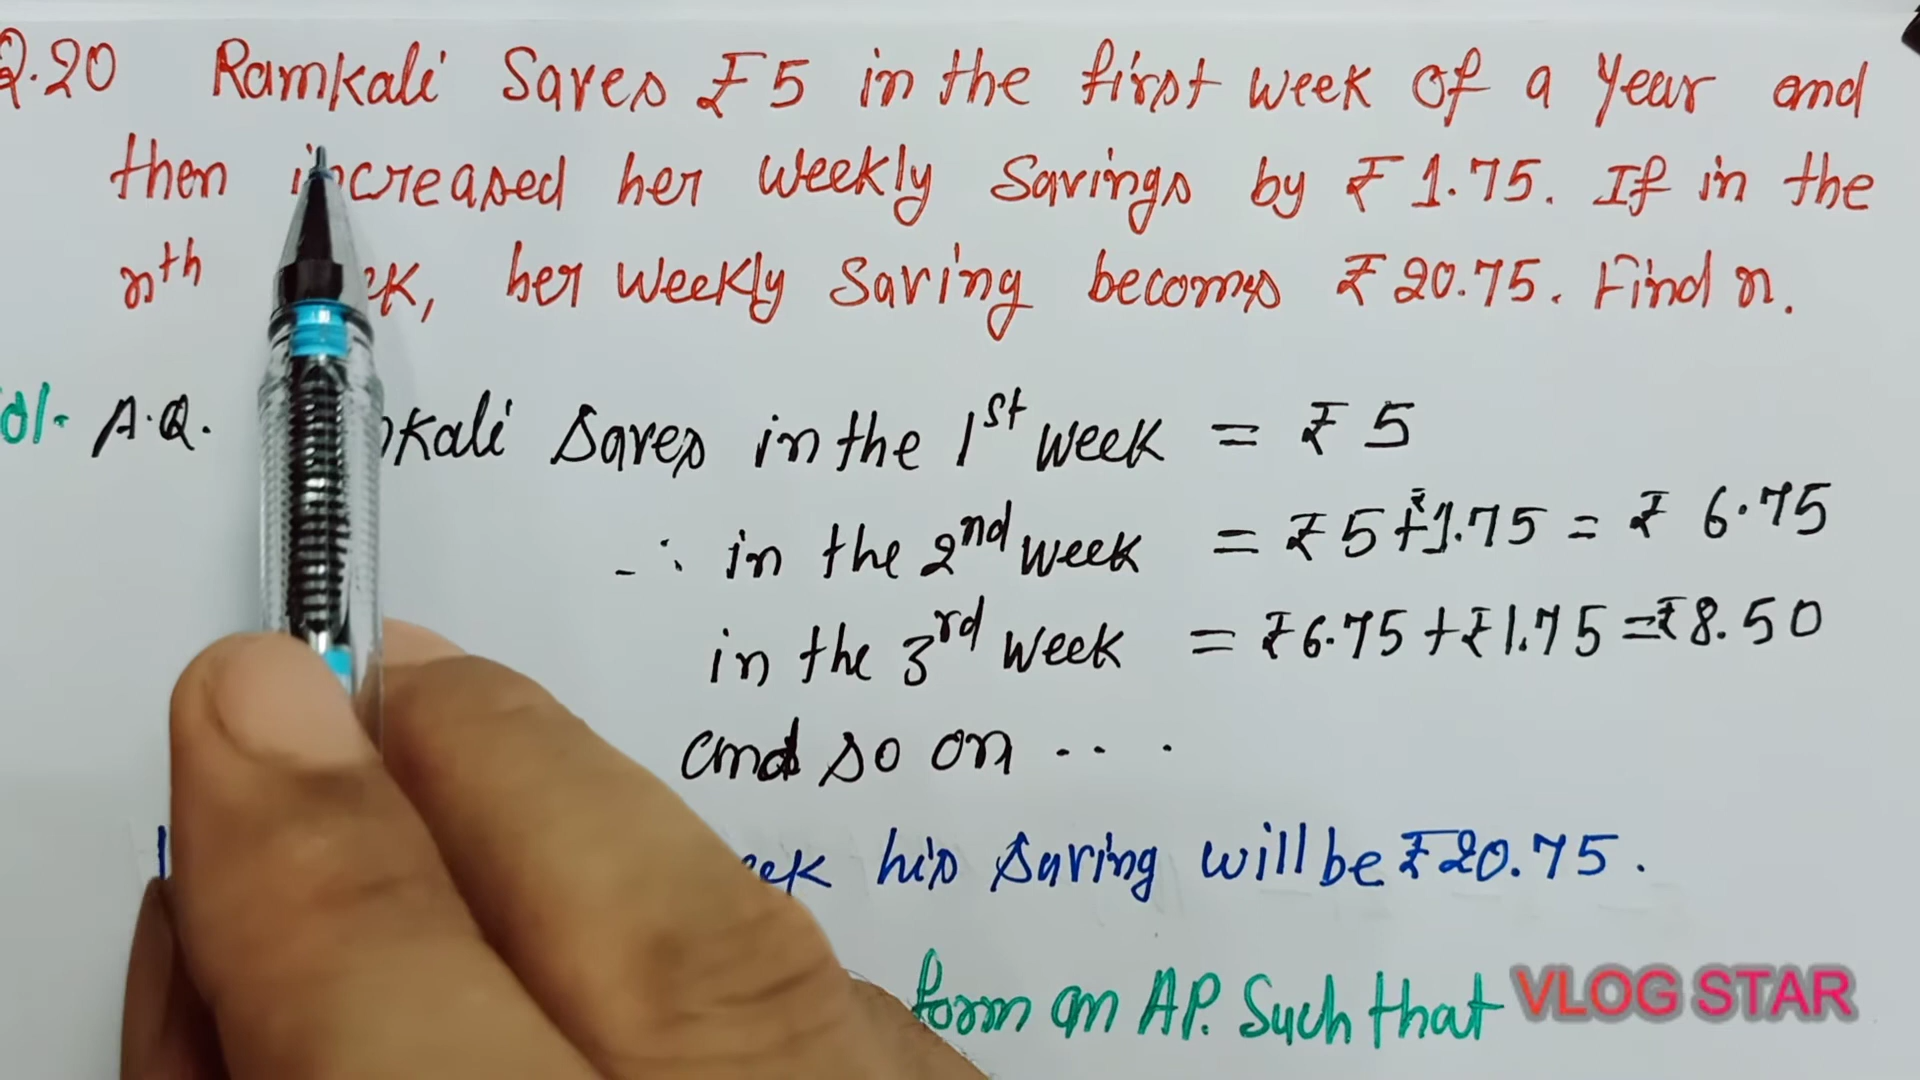 Q.20 Ramkali Saves ₹5 in the first week of a year and
then increased her weekly savings by ₹1.75. If in the
nth her weekly saving becomes ₹20.75. Find n.
A.Q. saves in the 1st week = ₹5
∴ in the 2nd week = ₹5+₹1.75 = ₹6.75
in the 3rd week = ₹6.75+₹1.75=₹8.50
and so on ...
his saving will be ₹20.75.
form an AP. Such that
VLOG STAR